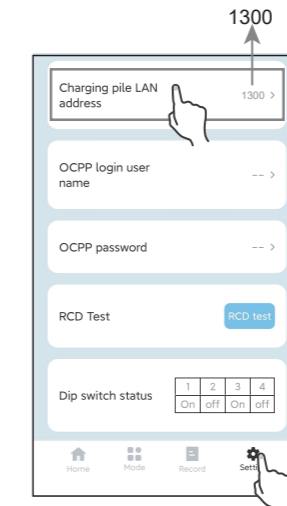 1300
Charging pile LAN
address
1300 >
OCPP login user
name
-- >
OCPP password
-- >
RCD Test
RCD test
Dip switch status
1 2 3 4
On off On off
Home Mode Record Setti